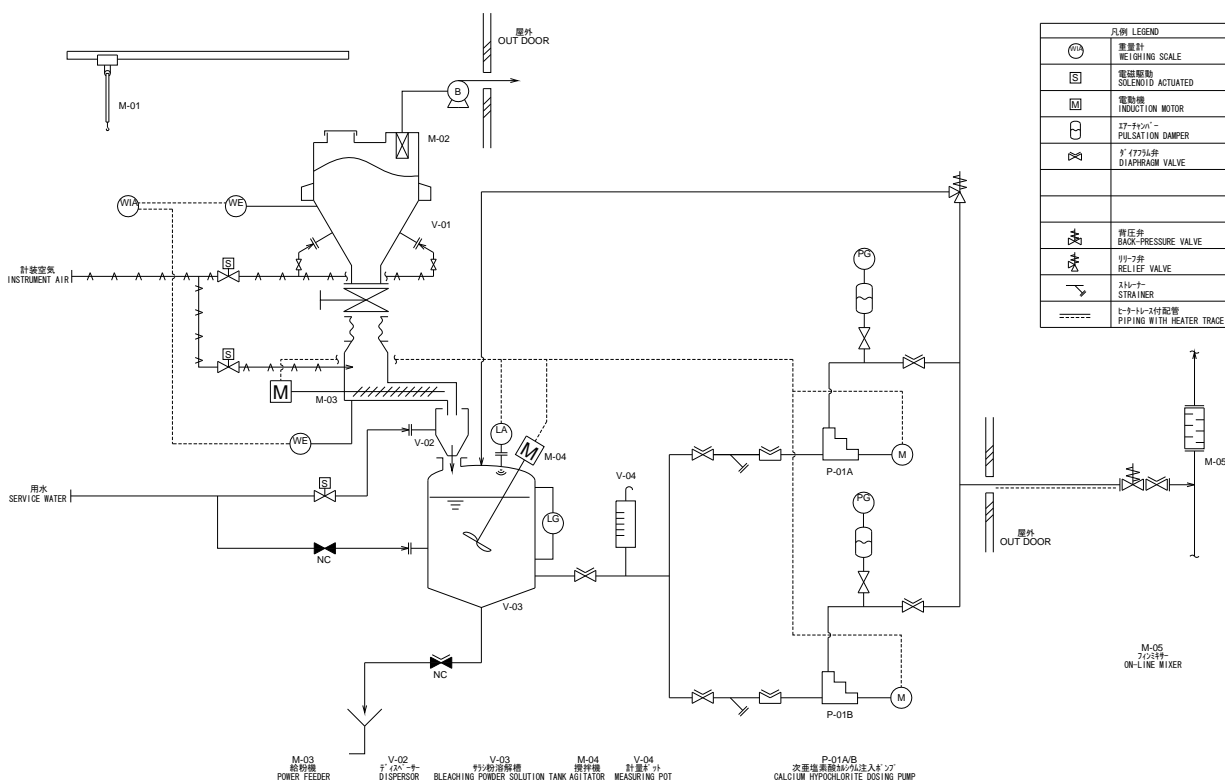 屋外
OUT DOOR
M-01
B
M-02
WIA
WE
V-01
計装空気
INSTRUMENT AIR
S
S
M
M-03
WE
V-02
LA
M
M-04
用水
SERVICE WATER
S
NC
LG
V-04
V-03
NC
PG
P-01A
M
PG
P-01B
M
屋外
OUT DOOR
M-05
凡例 LEGEND
WIA
重量計
WEIGHING SCALE
S
電磁駆動
SOLENOID ACTUATED
M
電動機
INDUCTION MOTOR
エアーチャンバー
PULSATION DAMPER
ダイアフラム弁
DIAPHRAGM VALVE
背圧弁
BACK-PRESSURE VALVE
リリーフ弁
RELIEF VALVE
ストレーナー
STRAINER
ヒータートレース付配管
PIPING WITH HEATER TRACE
M-05
ON-LINE MIXER
M-03
給粉機
POWER FEEDER
V-02
ディスペーサー
DISPERSOR
V-03
サラシ粉溶解槽
BLEACHING POWDER SOLUTION TANK
M-04
攪拌機
AGITATOR
V-04
計量ポット
MEASURING POT
P-01A/B
次亜塩素酸カルシウム注入ポンプ
CALCIUM HYPOCHLORITE DOSING PUMP